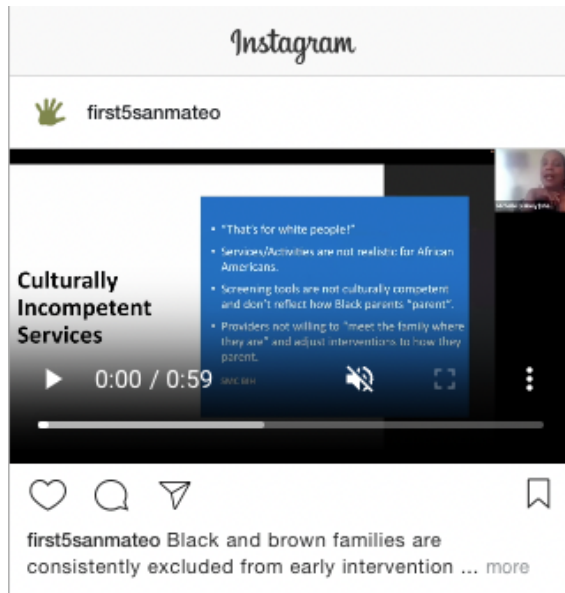 Instagram
first5sanmateo
Culturally
Incompetent
Services
• "That's for white people!"
• Services/Activities are not realistic for African
Americans.
• Screening tools are not culturally competent
and don't reflect how Black parents "parent".
• Providers not willing to "meet the family where
they are" and adjust interventions to how they
parent.
SMC BIH
0:00 / 0:59
first5sanmateo Black and brown families are
consistently excluded from early intervention ... more